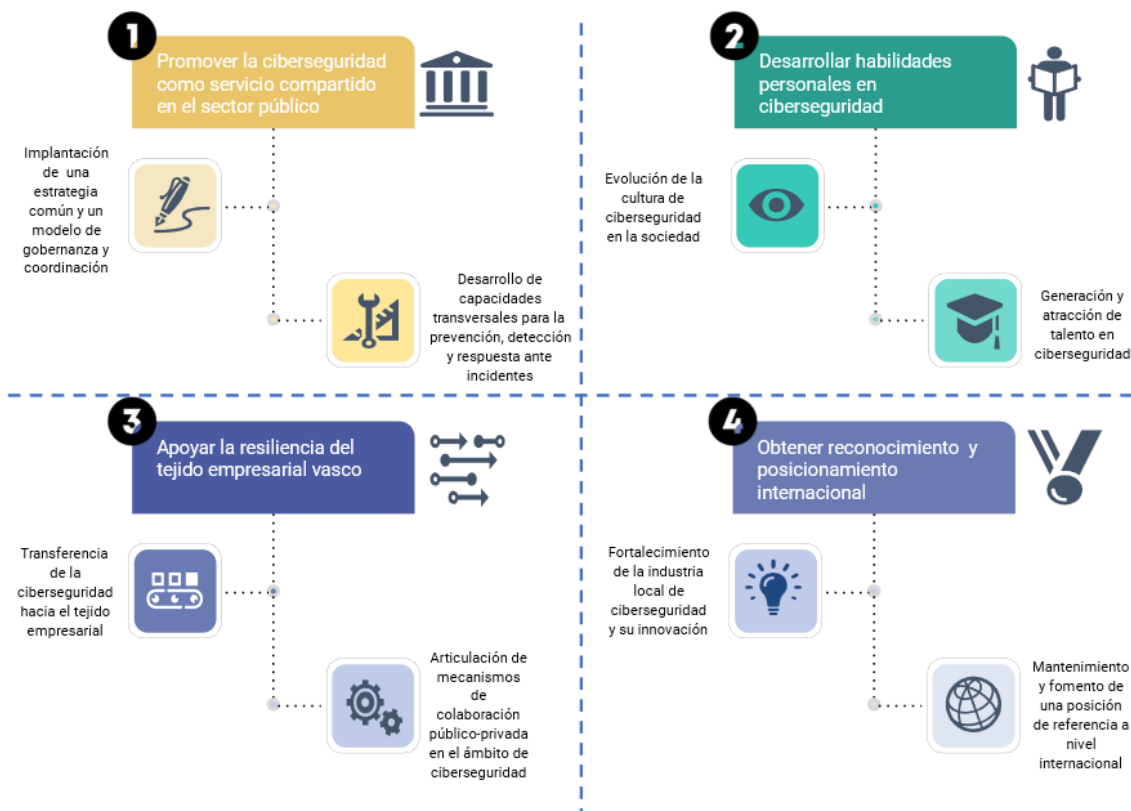 1
Promover la ciberseguridad
como servicio compartido
en el sector público
Implantación
de una
estrategia
común y un
modelo de
gobernanza y
coordinación
Desarrollo de
capacidades
transversales para la
prevención, detección
y respuesta ante
incidentes
2
Desarrollar habilidades
personales en
ciberseguridad
Evolución de la
cultura de
ciberseguridad
en la sociedad
Generación y
atracción de
talento en
ciberseguridad
3
Apoyar la resiliencia del
tejido empresarial vasco
Transferencia
de la
ciberseguridad
hacia el tejido
empresarial
Articulación de
mecanismos
de
colaboración
público-privada
en el ámbito de
ciberseguridad
4
Obtener reconocimiento y
posicionamiento
internacional
Fortalecimiento
de la industria
local de
ciberseguridad
y su innovación
Mantenimiento
y fomento de
una posición
de referencia a
nivel
internacional